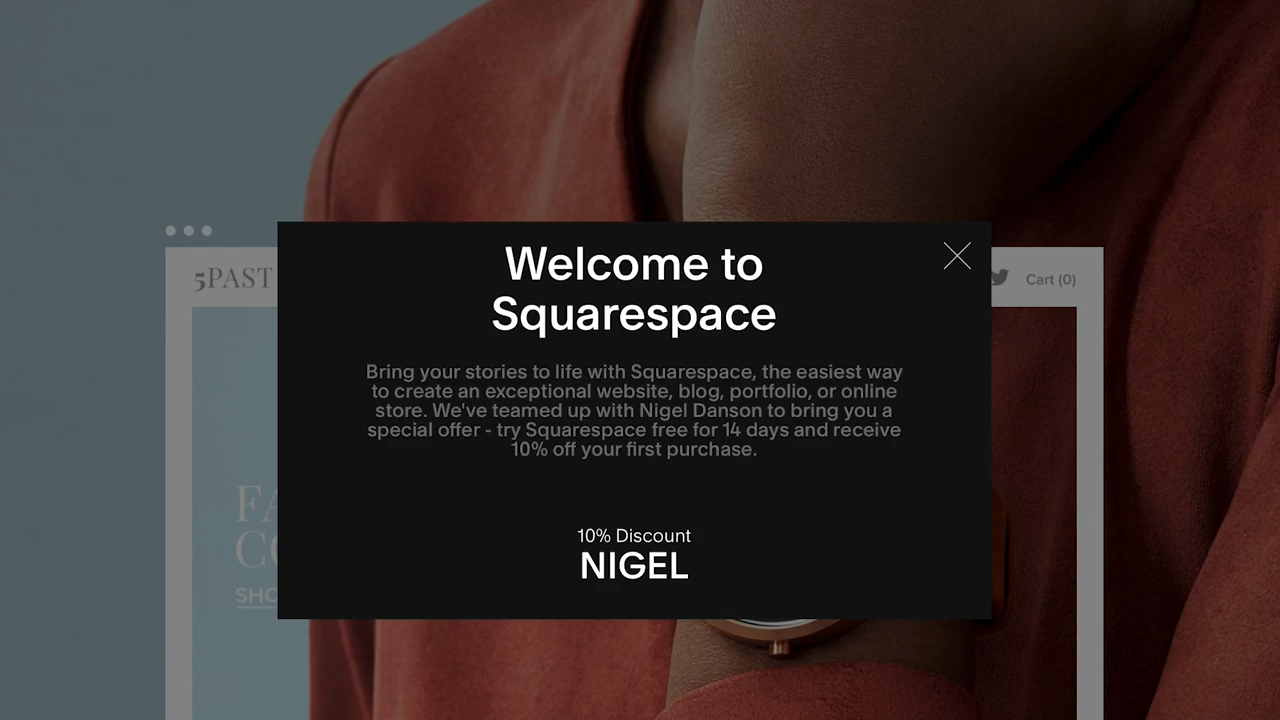 Welcome to
Squarespace
5PAST
Cart (0)
Bring your stories to life with Squarespace, the easiest way
to create an exceptional website, blog, portfolio, or online
store. We've teamed up with Nigel Danson to bring you a
special offer - try Squarespace free for 14 days and receive
10% off your first purchase.
10% Discount
NIGEL